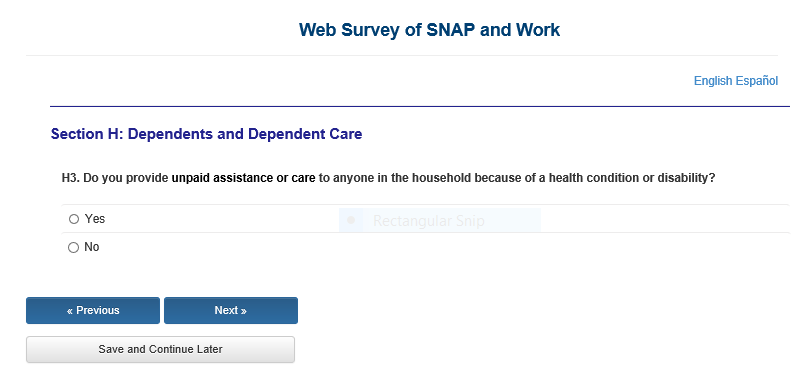 Web Survey of SNAP and Work
English Español
Section H: Dependents and Dependent Care
H3. Do you provide unpaid assistance or care to anyone in the household because of a health condition or disability?
Yes
Rectangular Snip
No
« Previous
Next »
Save and Continue Later